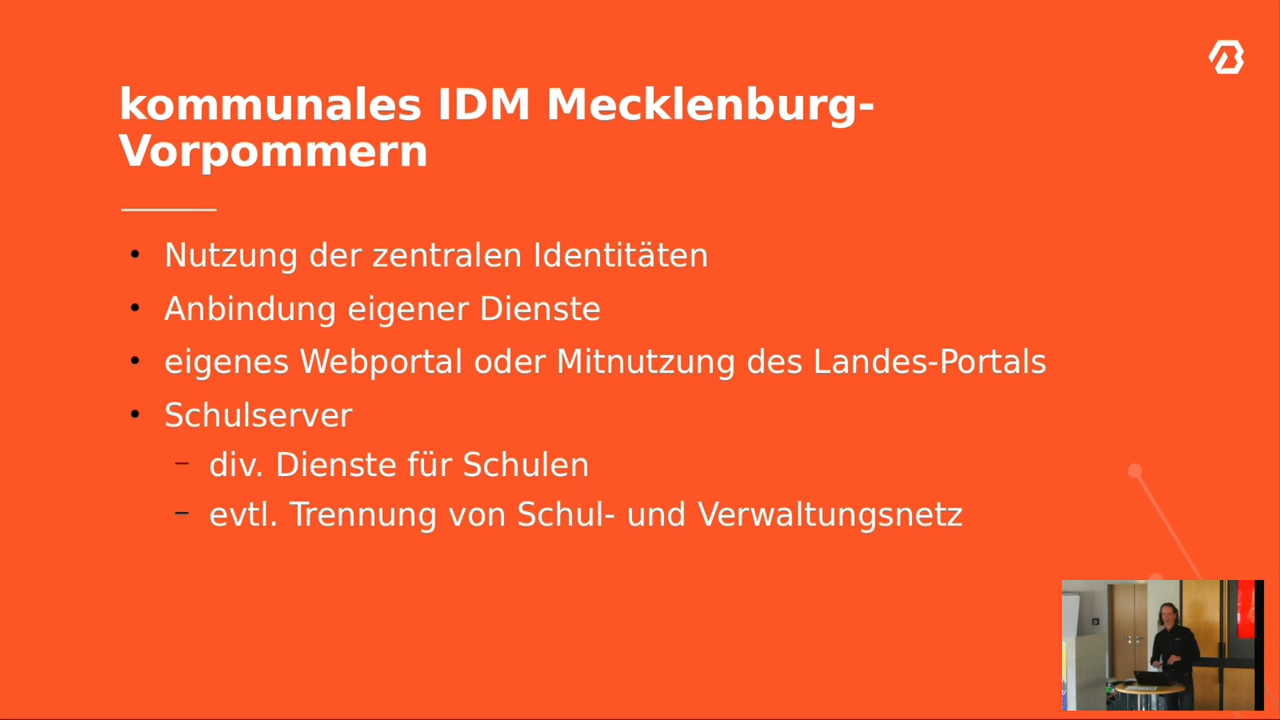 kommunales IDM Mecklenburg-
Vorpommern
• Nutzung der zentralen Identitäten
• Anbindung eigener Dienste
• eigenes Webportal oder Mitnutzung des Landes-Portals
• Schulserver
– div. Dienste für Schulen
– evtl. Trennung von Schul- und Verwaltungsnetz